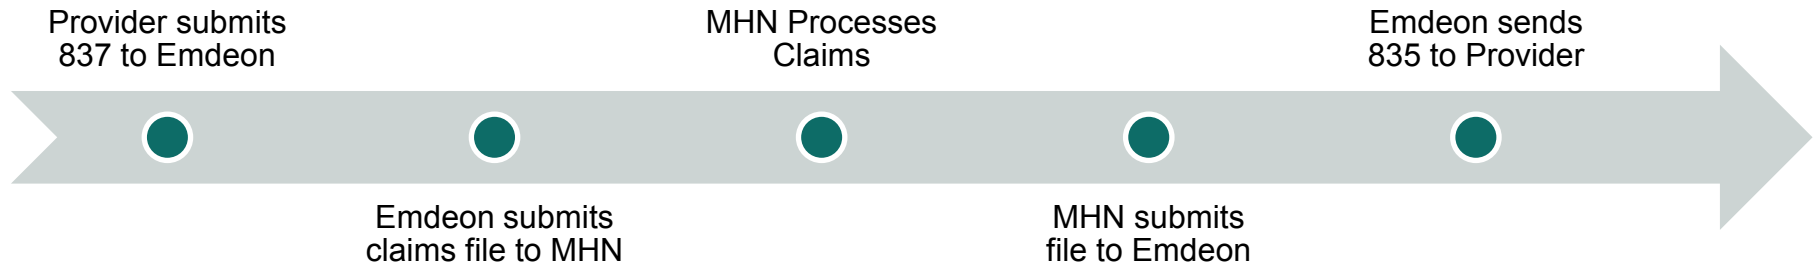 Provider submits
837 to Emdeon
Emdeon submits
claims file to MHN
MHN Processes
Claims
MHN submits
file to Emdeon
Emdeon sends
835 to Provider